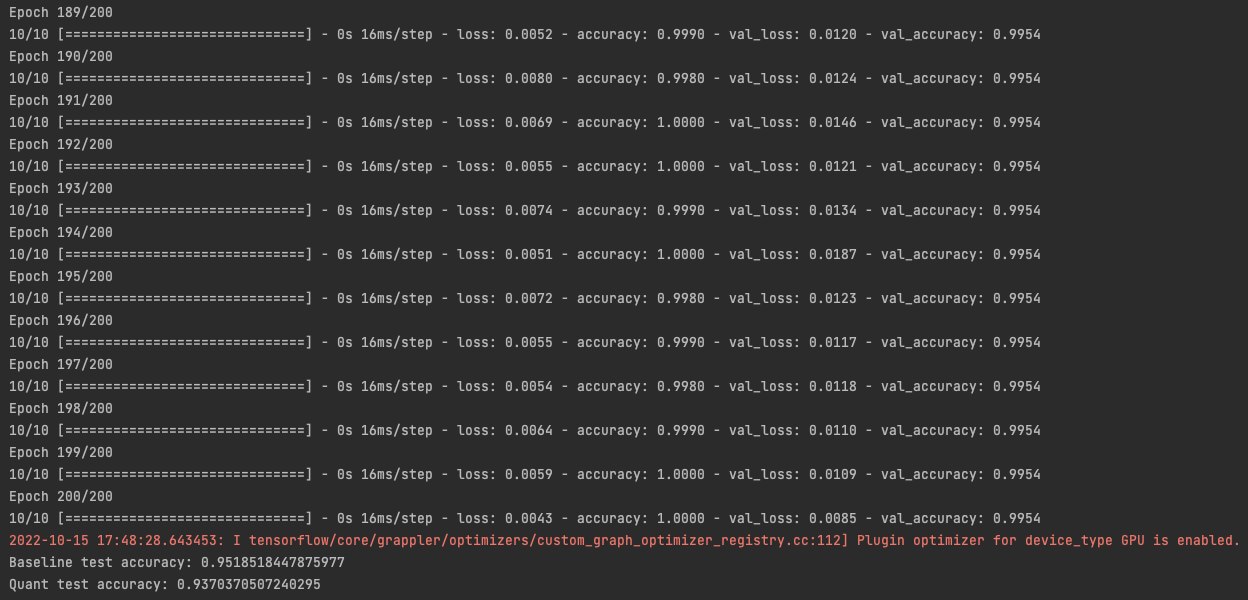 Epoch 189/200
10/10 [==============================] - 0s 16ms/step - loss: 0.0052 - accuracy: 0.9990 - val_loss: 0.0120 - val_accuracy: 0.9954
Epoch 190/200
10/10 [==============================] - 0s 16ms/step - loss: 0.0080 - accuracy: 0.9980 - val_loss: 0.0124 - val_accuracy: 0.9954
Epoch 191/200
10/10 [==============================] - 0s 16ms/step - loss: 0.0069 - accuracy: 1.0000 - val_loss: 0.0146 - val_accuracy: 0.9954
Epoch 192/200
10/10 [==============================] - 0s 16ms/step - loss: 0.0055 - accuracy: 1.0000 - val_loss: 0.0121 - val_accuracy: 0.9954
Epoch 193/200
10/10 [==============================] - 0s 16ms/step - loss: 0.0074 - accuracy: 0.9990 - val_loss: 0.0134 - val_accuracy: 0.9954
Epoch 194/200
10/10 [==============================] - 0s 16ms/step - loss: 0.0051 - accuracy: 1.0000 - val_loss: 0.0187 - val_accuracy: 0.9954
Epoch 195/200
10/10 [==============================] - 0s 16ms/step - loss: 0.0072 - accuracy: 0.9980 - val_loss: 0.0123 - val_accuracy: 0.9954
Epoch 196/200
10/10 [==============================] - 0s 16ms/step - loss: 0.0055 - accuracy: 0.9990 - val_loss: 0.0117 - val_accuracy: 0.9954
Epoch 197/200
10/10 [==============================] - 0s 16ms/step - loss: 0.0054 - accuracy: 0.9980 - val_loss: 0.0118 - val_accuracy: 0.9954
Epoch 198/200
10/10 [==============================] - 0s 16ms/step - loss: 0.0064 - accuracy: 0.9990 - val_loss: 0.0110 - val_accuracy: 0.9954
Epoch 199/200
10/10 [==============================] - 0s 16ms/step - loss: 0.0059 - accuracy: 1.0000 - val_loss: 0.0109 - val_accuracy: 0.9954
Epoch 200/200
10/10 [==============================] - 0s 16ms/step - loss: 0.0043 - accuracy: 1.0000 - val_loss: 0.0085 - val_accuracy: 0.9954
2022-10-15 17:48:28.643453: I tensorflow/core/grappler/optimizers/custom_graph_optimizer_registry.cc:112] Plugin optimizer for device_type GPU is enabled.
Baseline test accuracy: 0.9518518447875977
Quant test accuracy: 0.9370370507240295